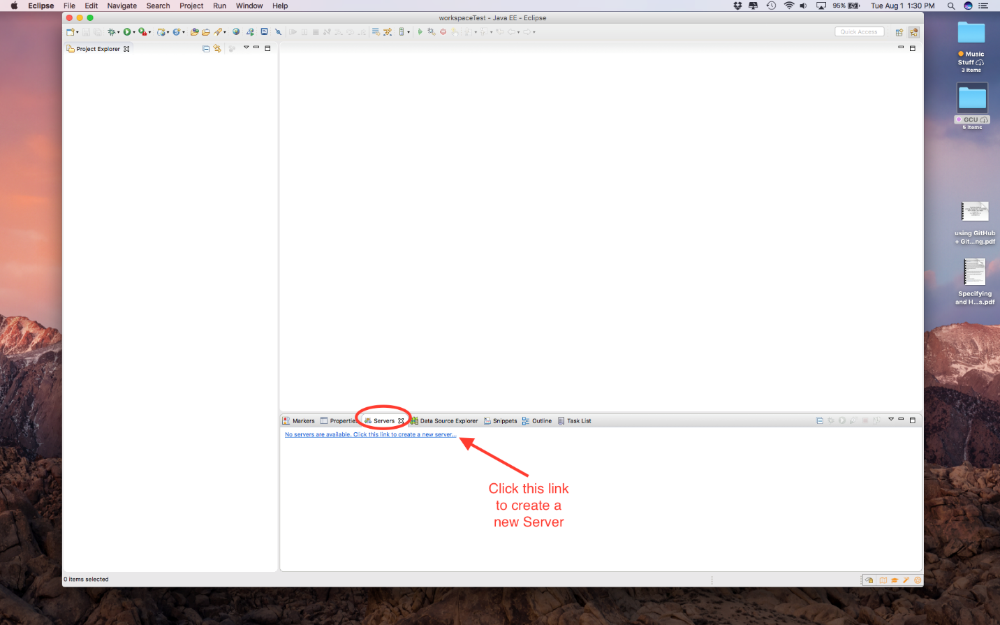 Eclipse File Edit Navigate Search Project Run Window Help 95% Tue Aug 1 1:30 PM
workspaceTest - Java EE - Eclipse
Quick Access
Project Explorer
Music
Stuff
3 items
GCU
5 items
using GitHub
+ Git...ng.pdf
Specifying
and H...s.pdf
Markers Properties Servers Data Source Explorer Snippets Outline Task List
No servers are available. Click this link to create a new server...
Click this link
to create a
new Server
0 items selected